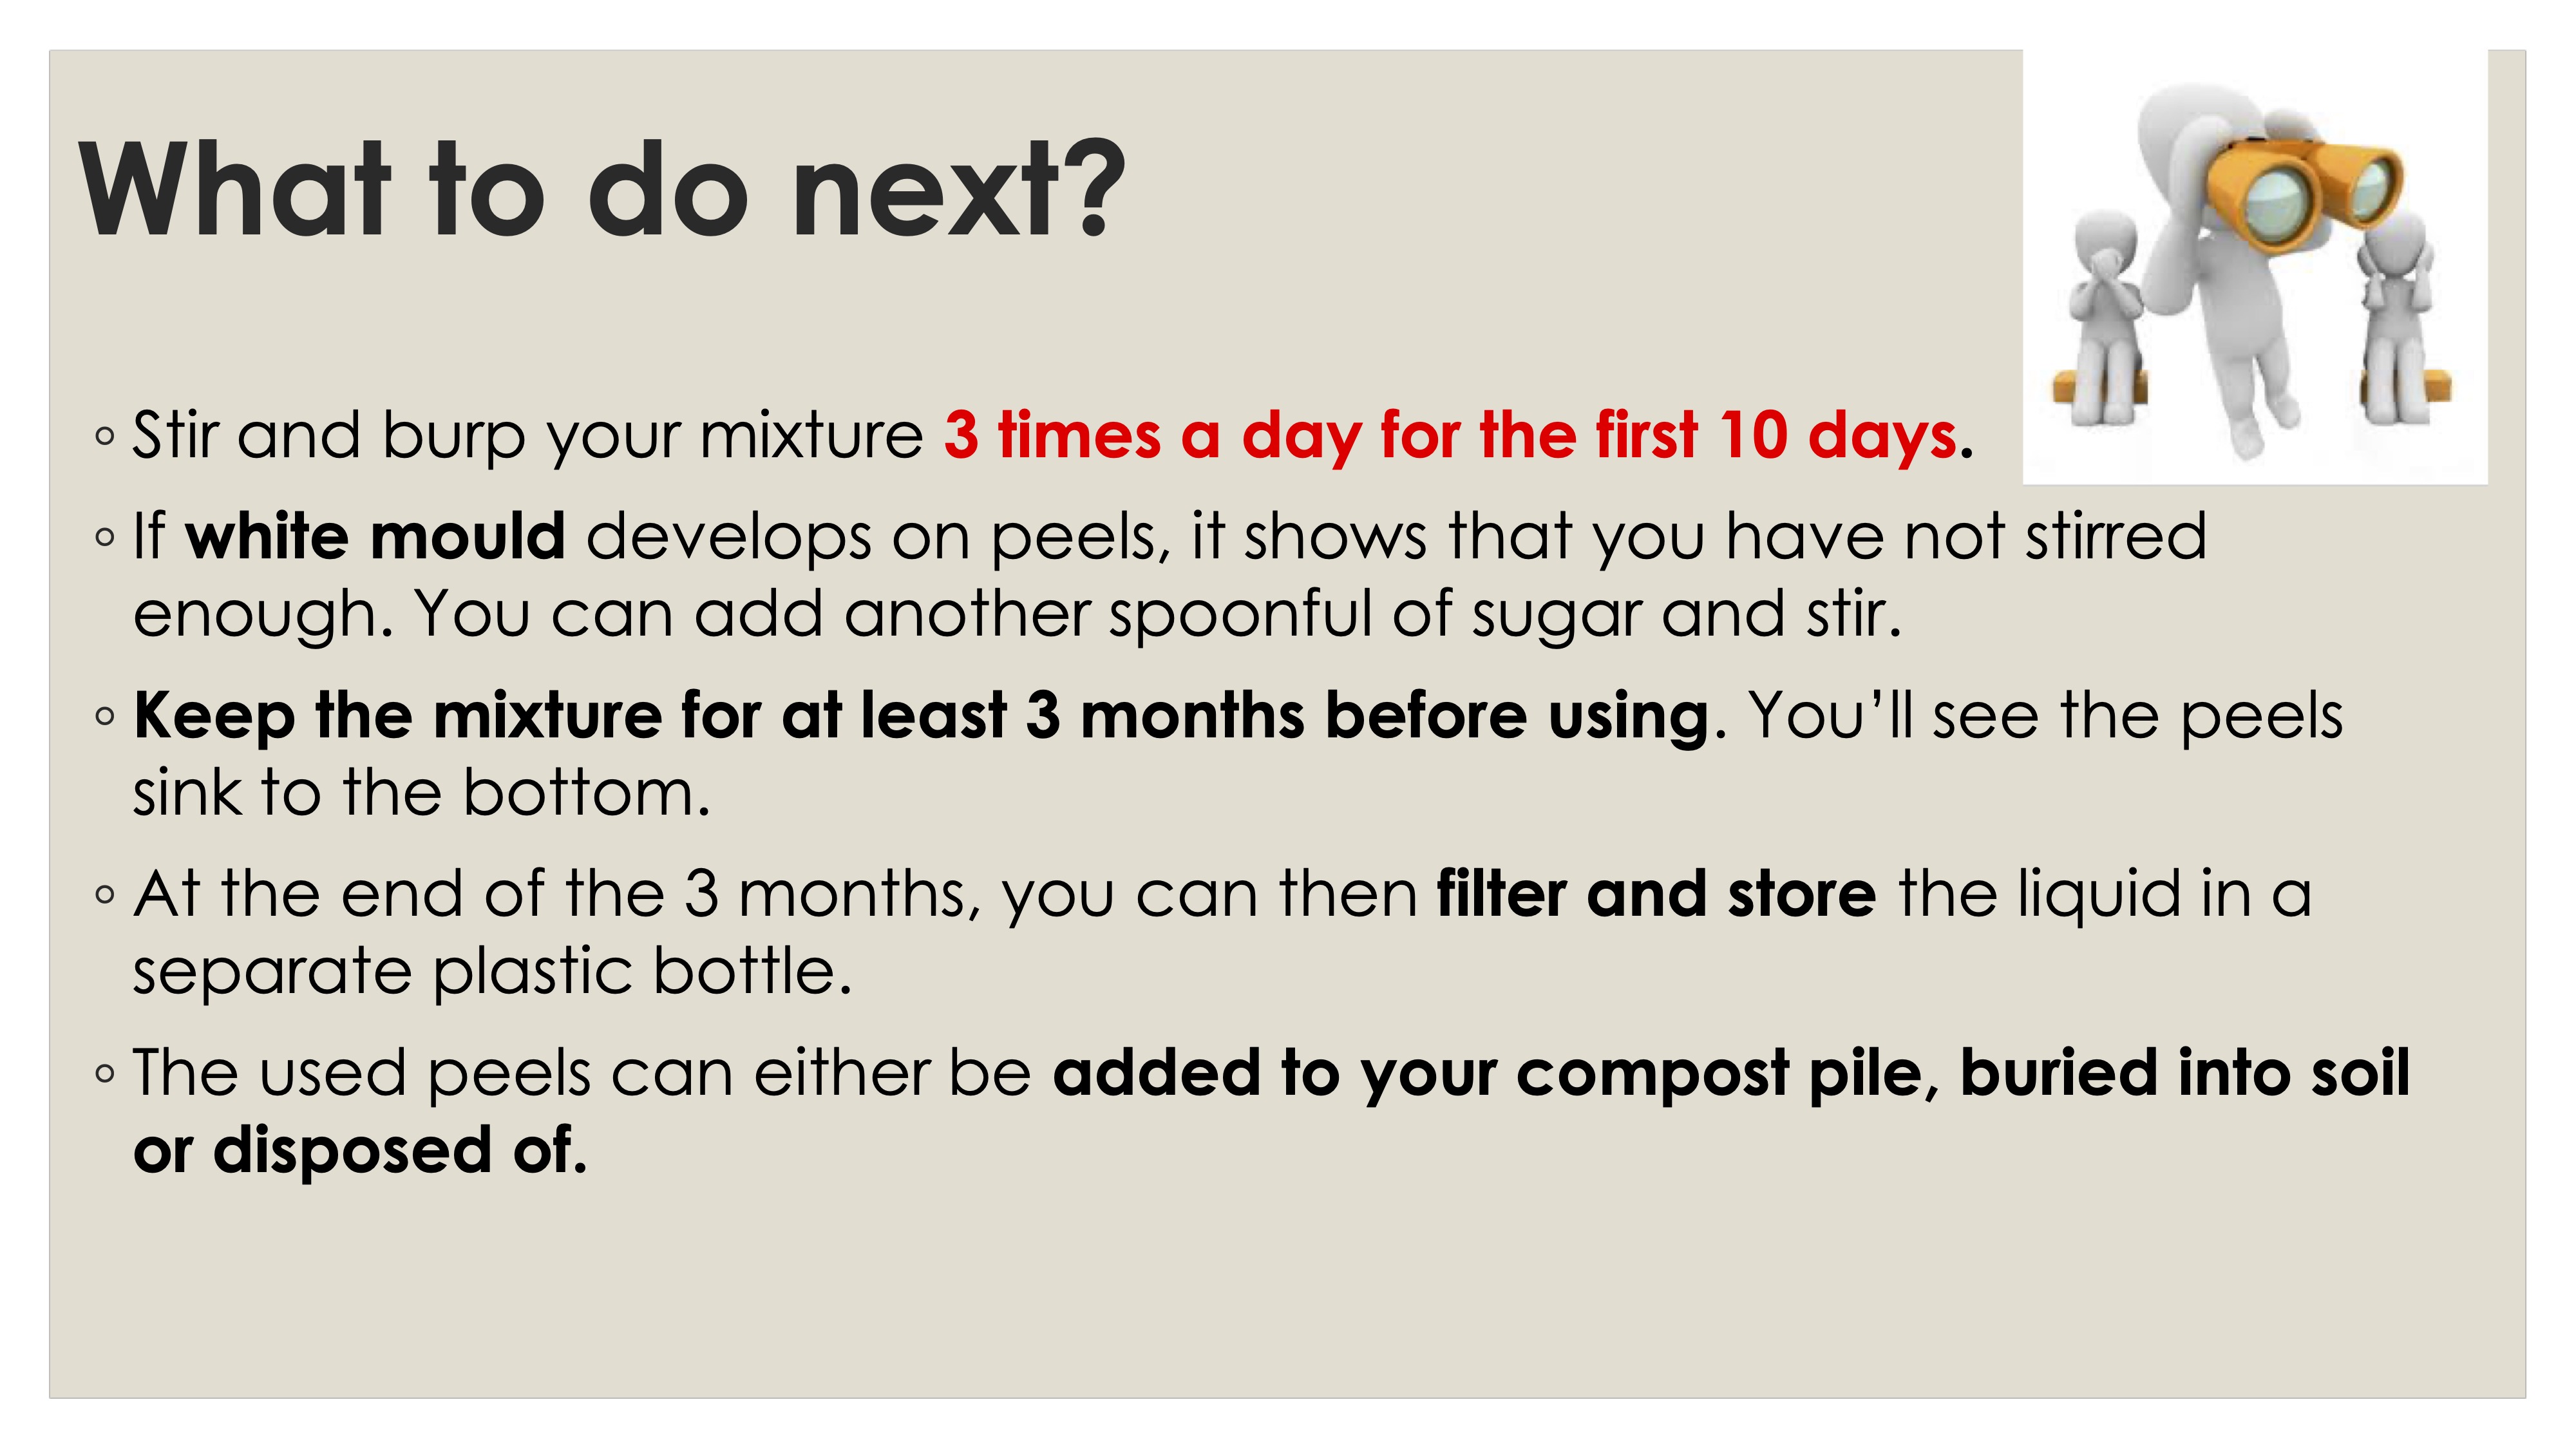 What to do next?
◦ Stir and burp your mixture 3 times a day for the first 10 days.
◦ If white mould develops on peels, it shows that you have not stirred
enough. You can add another spoonful of sugar and stir.
◦ Keep the mixture for at least 3 months before using. You’ll see the peels
sink to the bottom.
◦ At the end of the 3 months, you can then filter and store the liquid in a
separate plastic bottle.
◦ The used peels can either be added to your compost pile, buried into soil
or disposed of.